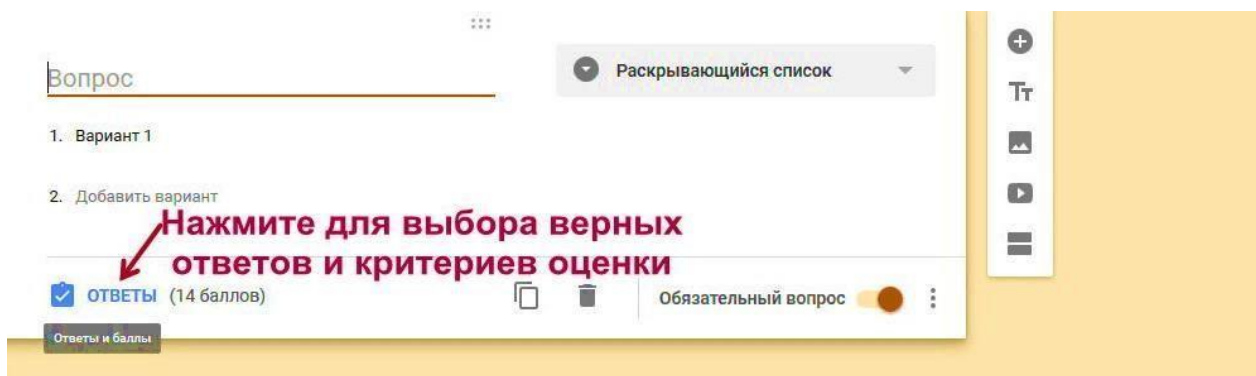 Вопрос
Раскрывающийся список
Tт
1. Вариант 1
2. Добавить вариант
Нажмите для выбора верных
ответов и критериев оценки
ОТВЕТЫ (14 баллов)
Обязательный вопрос
Ответы и баллы